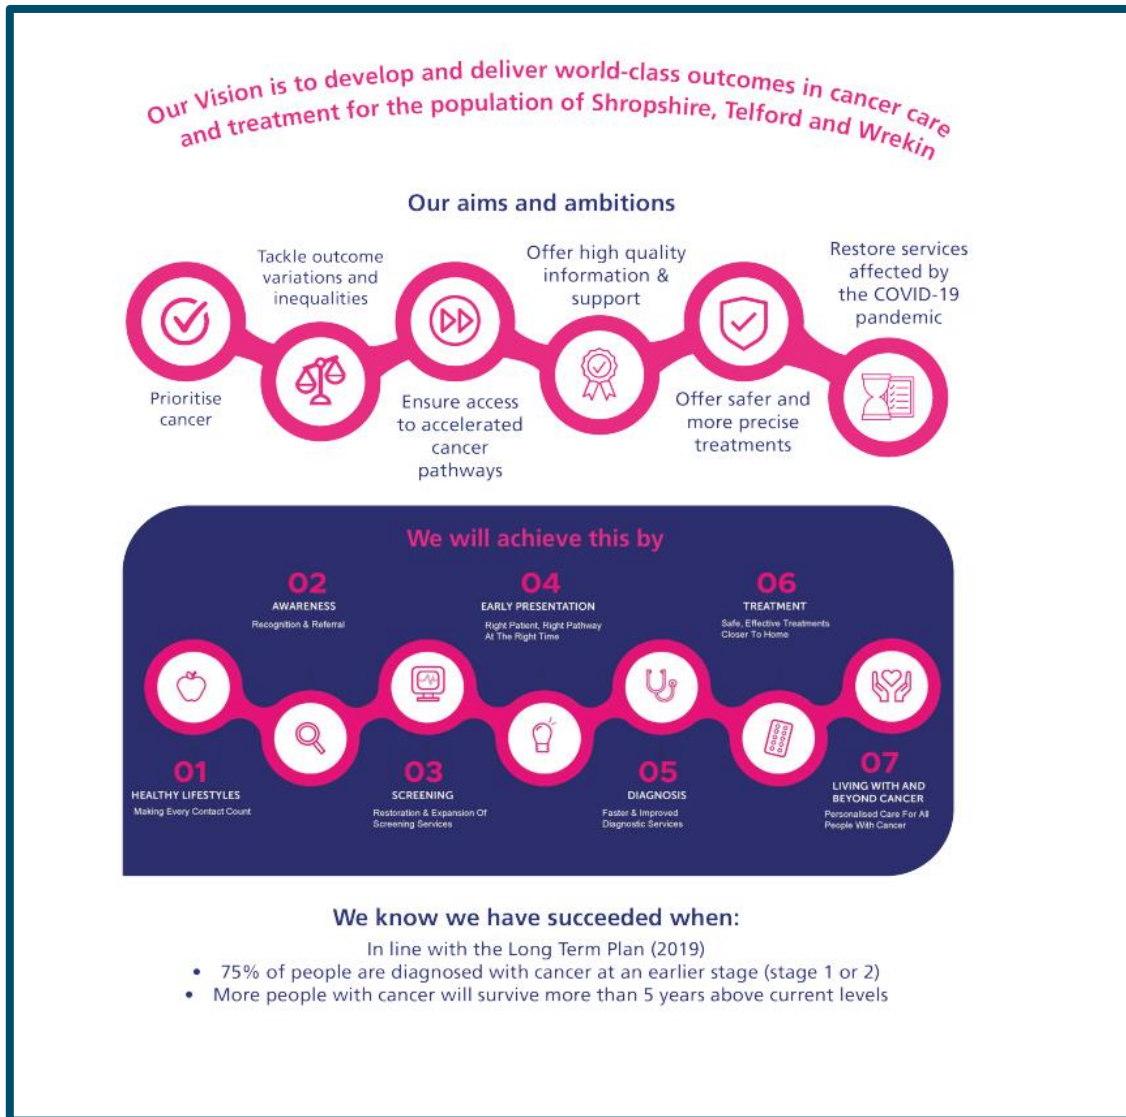 Our Vision is to develop and deliver world-class outcomes in cancer care
and treatment for the population of Shropshire, Telford and Wrekin
Our aims and ambitions
Prioritise
cancer
Tackle outcome
variations and
inequalities
Ensure access
to accelerated
cancer
pathways
Offer high quality
information &
support
Offer safer and
more precise
treatments
Restore services
affected by
the COVID-19
pandemic
We will achieve this by
01
HEALTHY LIFESTYLES
Making Every Contact Count
02
AWARENESS
Recognition & Referral
03
SCREENING
Restoration & Expansion Of
Screening Services
04
EARLY PRESENTATION
Right Patient, Right Pathway
At The Right Time
05
DIAGNOSIS
Faster & Improved
Diagnostic Services
06
TREATMENT
Safe, Effective Treatments
Closer To Home
07
LIVING WITH AND
BEYOND CANCER
Personalised Care For All
People With Cancer
We know we have succeeded when:
In line with the Long Term Plan (2019)
• 75% of people are diagnosed with cancer at an earlier stage (stage 1 or 2)
• More people with cancer will survive more than 5 years above current levels